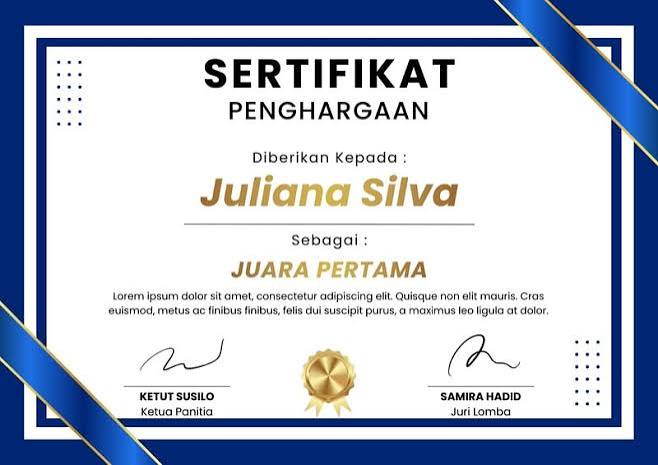 SERTIFIKAT
PENGHARGAAN
Diberikan Kepada :
Juliana Silva
Sebagai :
JUARA PERTAMA
Lorem ipsum dolor sit amet, consectetur adipiscing elit. Quisque non elit mauris. Cras
euismod, metus ac finibus finibus, felis dui suscipit purus, a maximus leo ligula at dolor.
KETUT SUSILO
Ketua Panitia
SAMIRA HADID
Juri Lomba